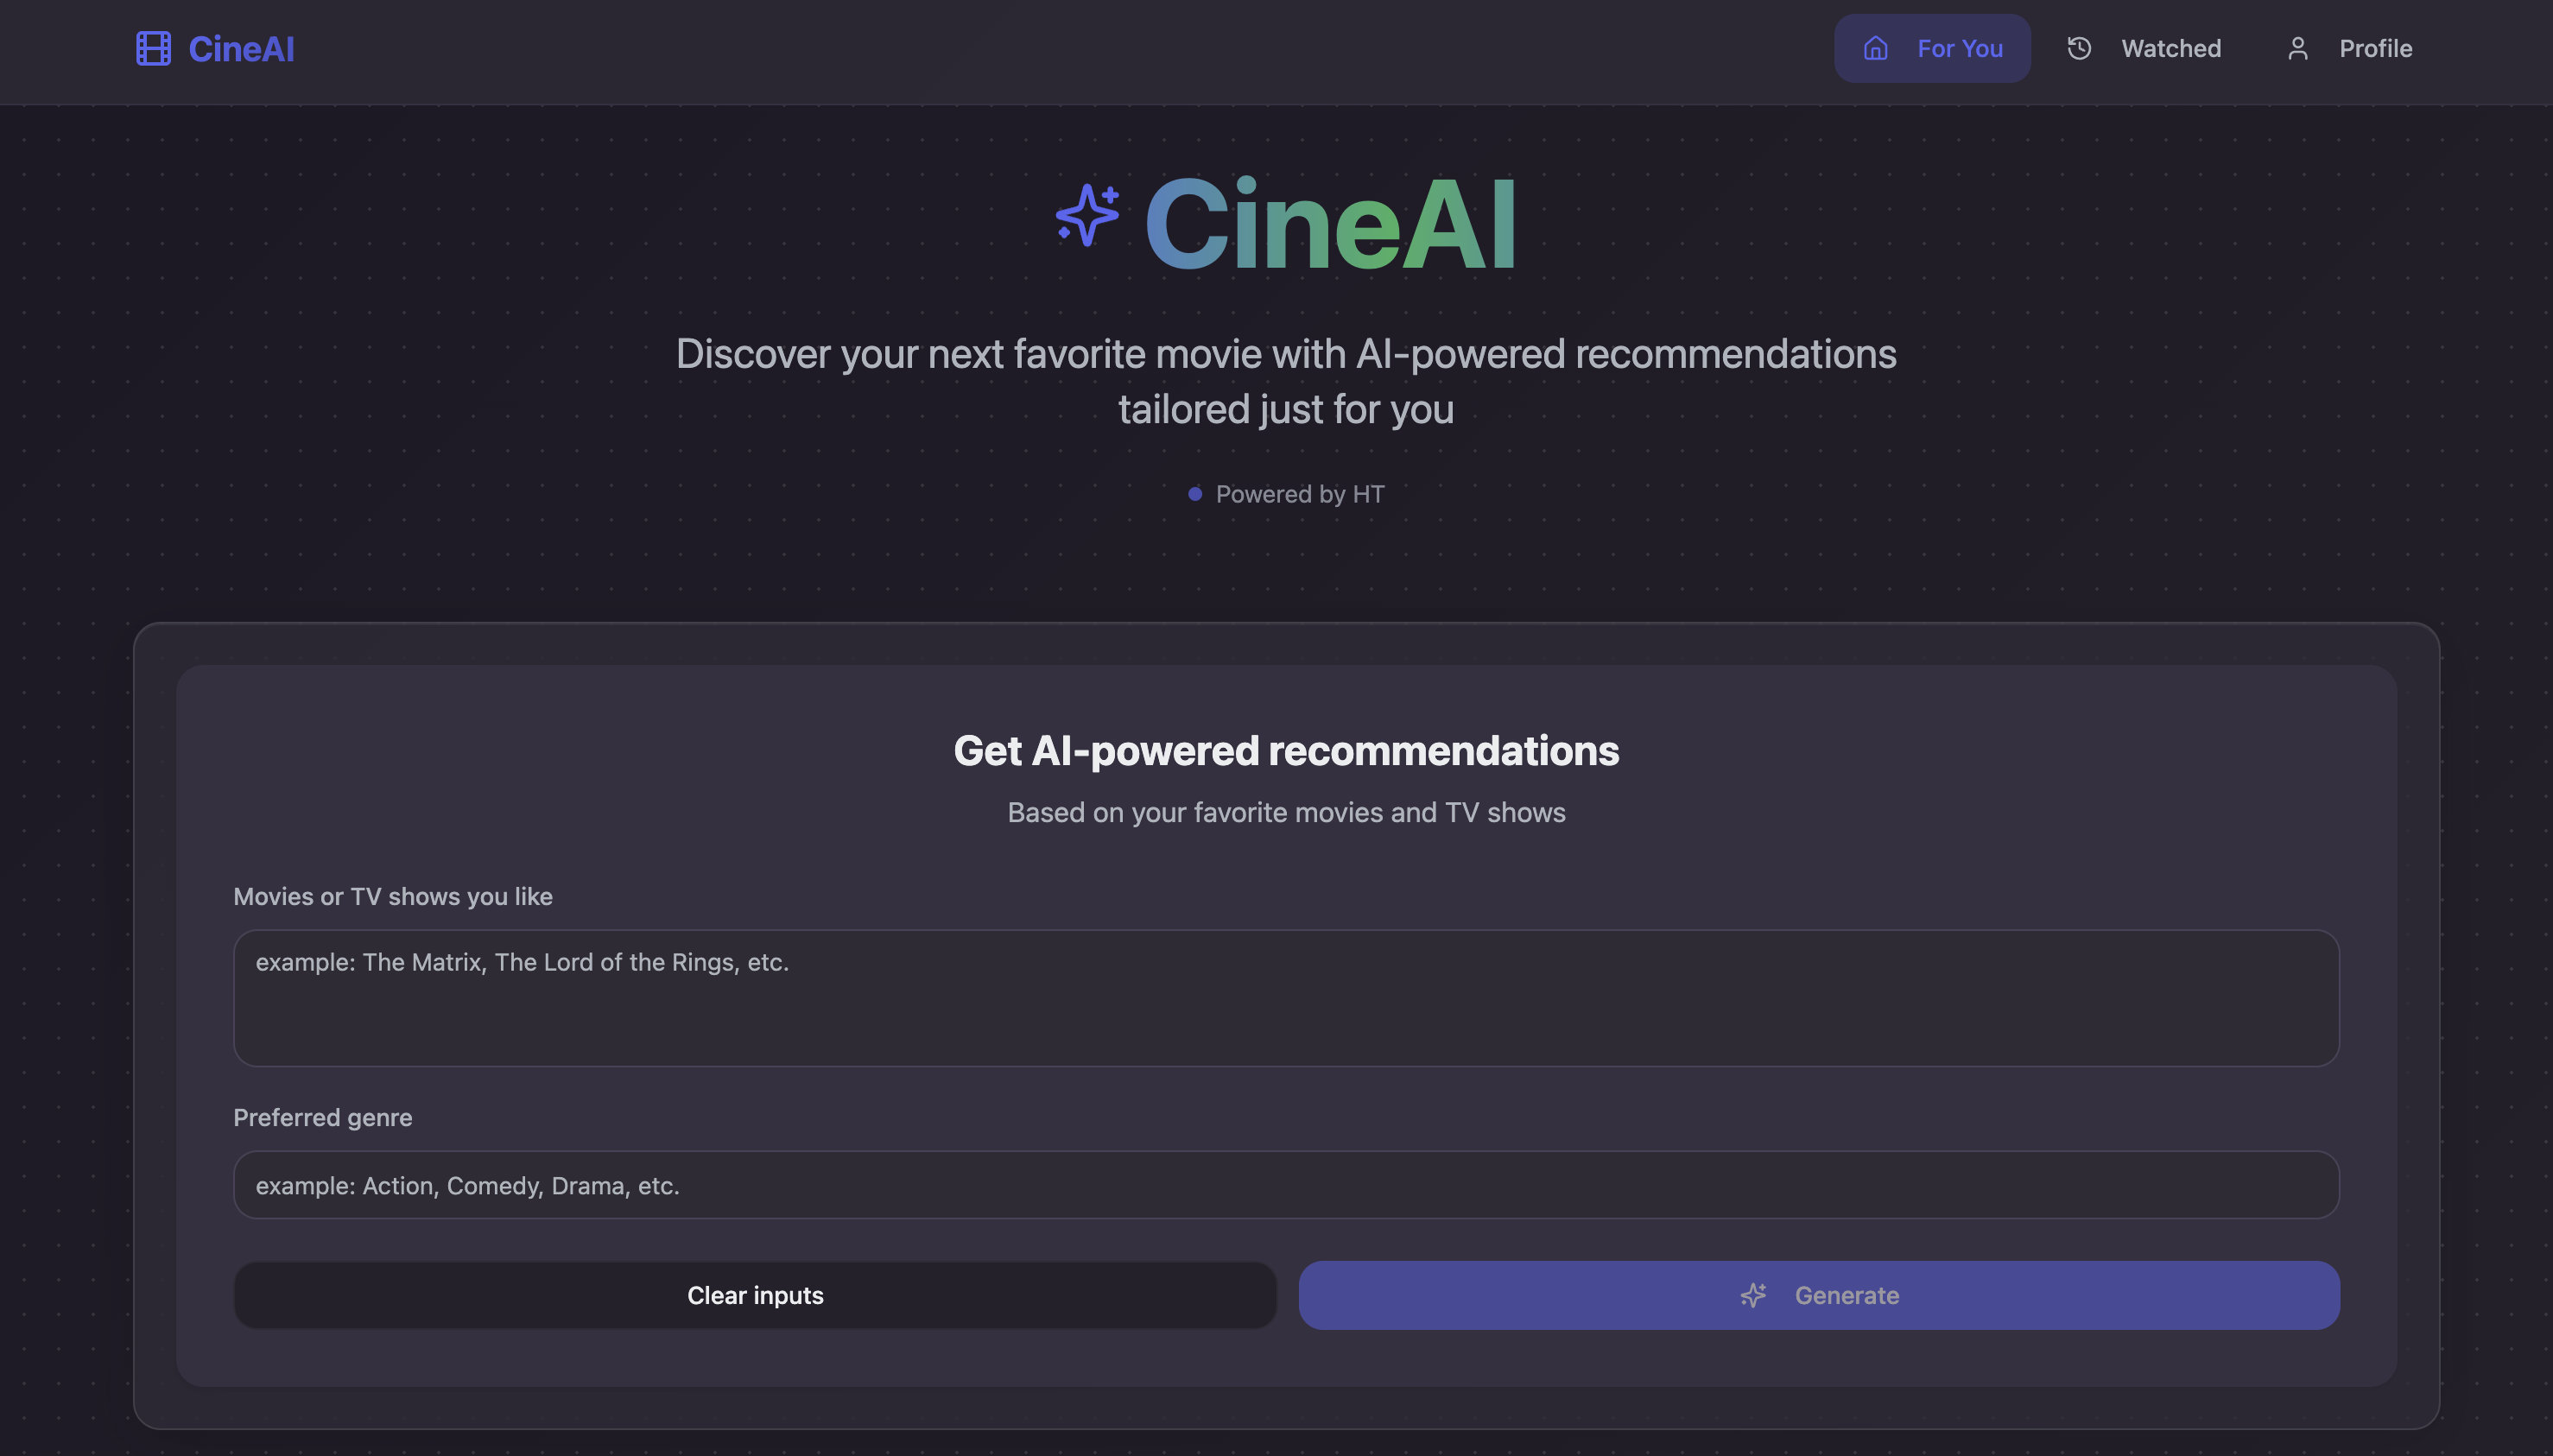 CineAI
For You
Watched
Profile
CineAI
Discover your next favorite movie with AI-powered recommendations
tailored just for you
Powered by HT
Get AI-powered recommendations
Based on your favorite movies and TV shows
Movies or TV shows you like
example: The Matrix, The Lord of the Rings, etc.
Preferred genre
example: Action, Comedy, Drama, etc.
Clear inputs
Generate